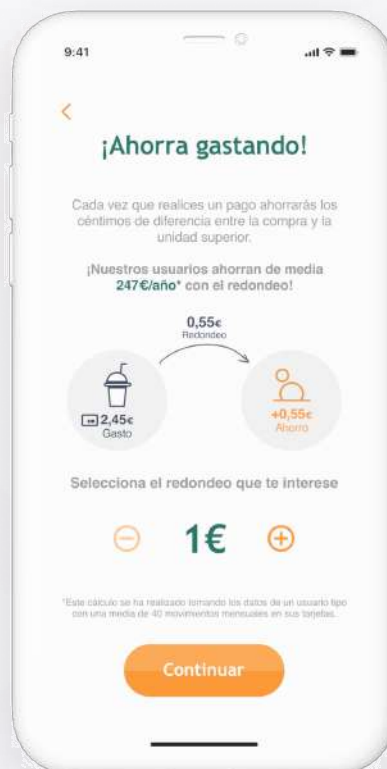 9:41
¡Ahorra gastando!
Cada vez que realices un pago ahorrarás los
céntimos de diferencia entre la compra y la
unidad superior.
¡Nuestros usuarios ahorran de media
247€/año* con el redondeo!
0,55€
Redondeo
2,45€
Gasto
+0,55€
Ahorro
Selecciona el redondeo que te interese
1€
*Este cálculo se ha realizado tomando los datos de un usuario tipo
con una media de 40 movimientos mensuales en sus tarjetas.
Continuar